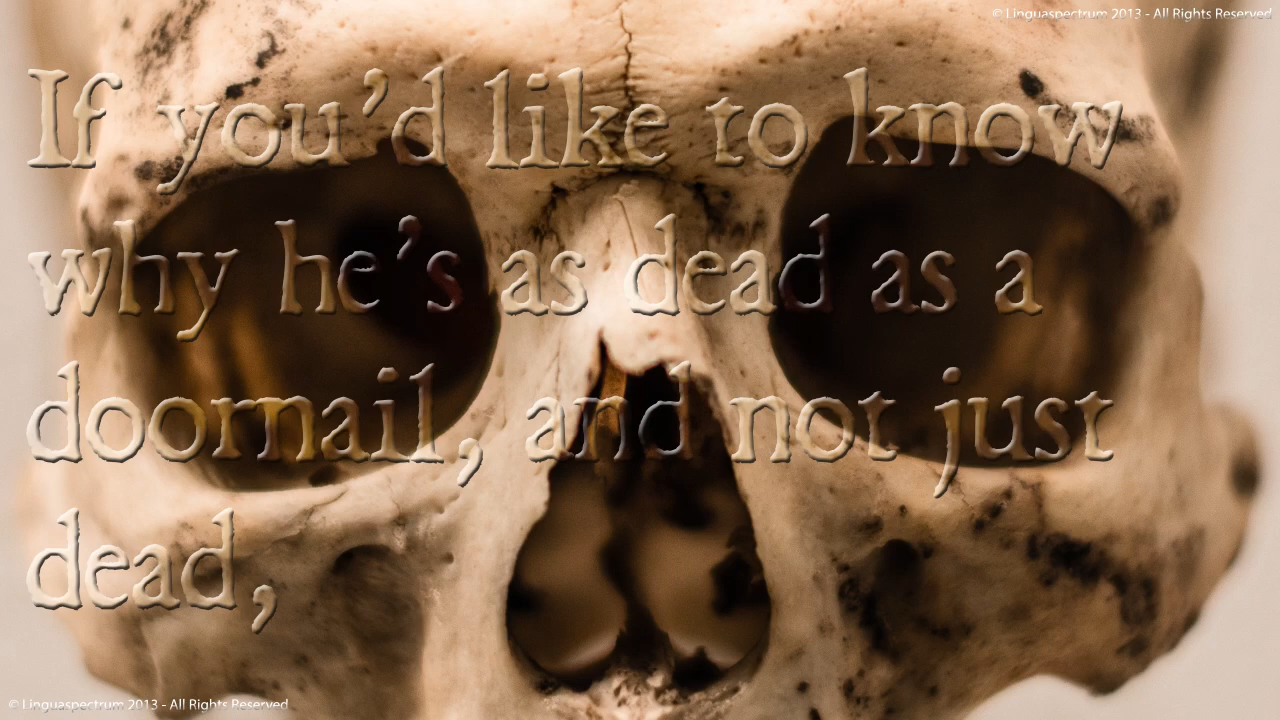 © Linguaspectrum 2013 - All Rights Reserved
If you’d like to know
why he’s as dead as a
doornail, and not just
dead,
© Linguaspectrum 2013 - All Rights Reserved